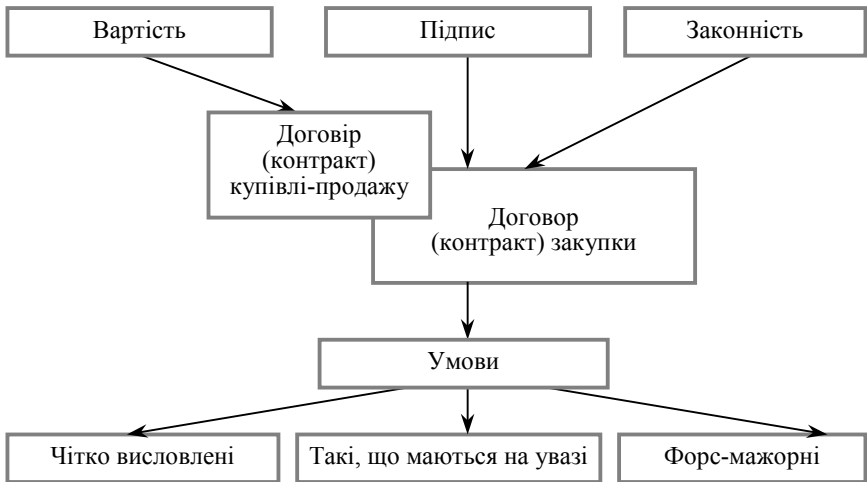 Вартість
Підпис
Законність
Договір
(контракт)
купівлі-продажу
Договор
(контракт) закупки
Умови
Чітко висловлені
Такі, що маються на увазі
Форс-мажорні